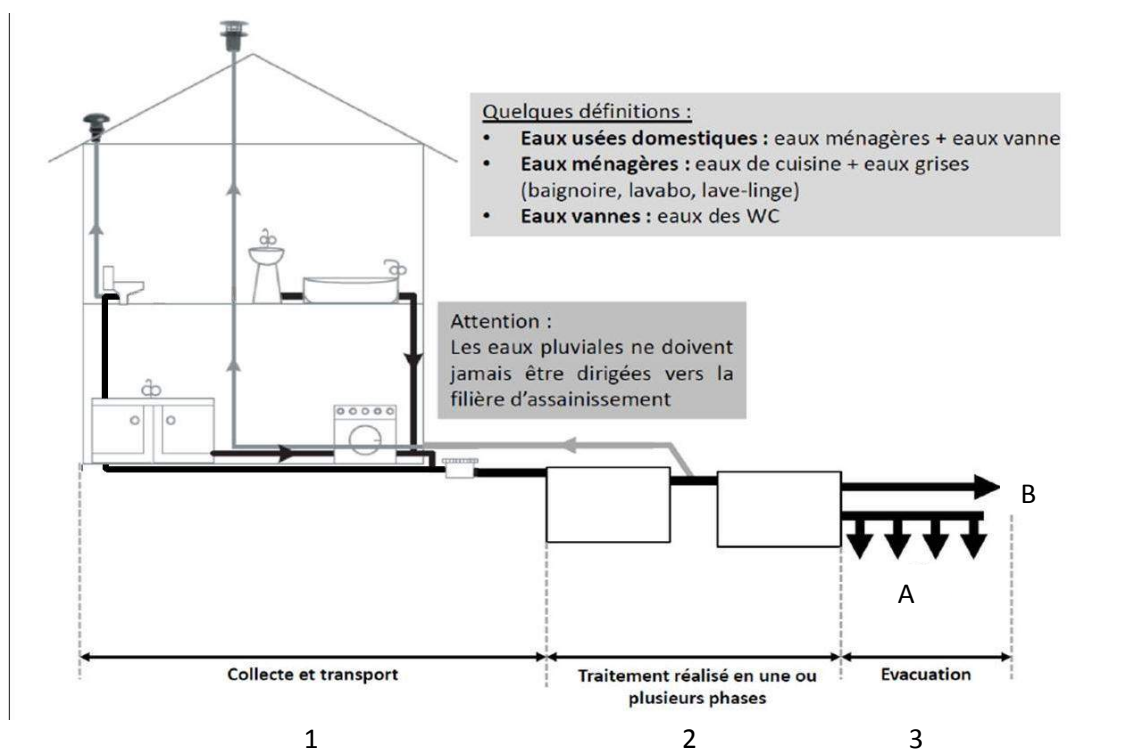 Quelques définitions :
• Eaux usées domestiques : eaux ménagères + eaux vanne
• Eaux ménagères : eaux de cuisine + eaux grises
(baignoire, lavabo, lave-linge)
• Eaux vannes : eaux des WC
Attention :
Les eaux pluviales ne doivent
jamais être dirigées vers la
filière d’assainissement
B
A
Collecte et transport
Traitement réalisé en une ou
plusieurs phases
Evacuation
1
2
3